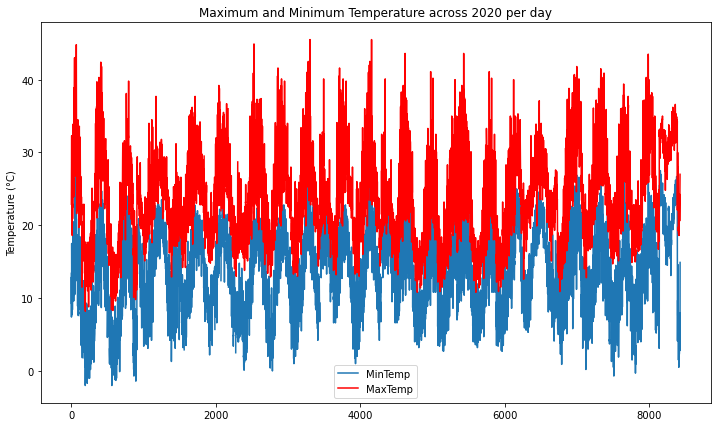 Maximum and Minimum Temperature across 2020 per day
Temperature (°C)
40
30
20
10
0
0 2000 4000 6000 8000
MinTemp
MaxTemp